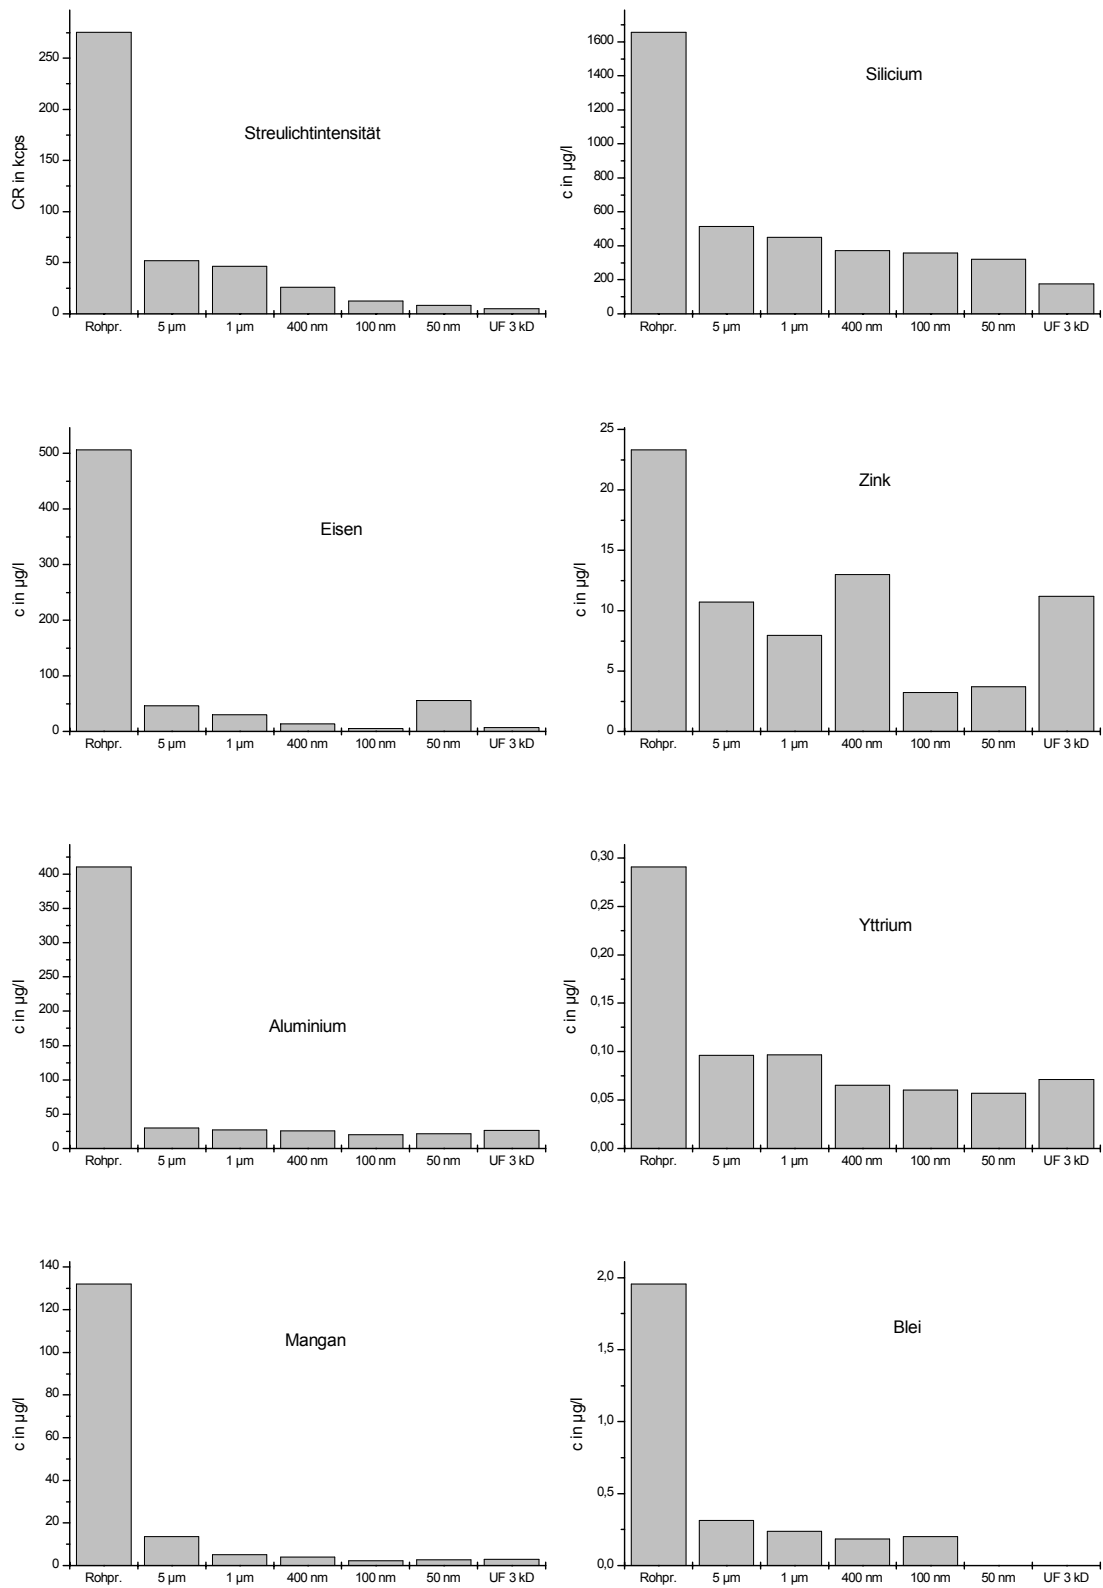 250
200
150
100
50
0
CR in kcps
Streulichtintensität
Rohpr. 5 µm 1 µm 400 nm 100 nm 50 nm UF 3 kD
1600
1400
1200
1000
800
600
400
200
0
c in µg/l
Silicium
Rohpr. 5 µm 1 µm 400 nm 100 nm 50 nm UF 3 kD
500
400
300
200
100
0
c in µg/l
Eisen
Rohpr. 5 µm 1 µm 400 nm 100 nm 50 nm UF 3 kD
25
20
15
10
5
0
c in µg/l
Zink
Rohpr. 5 µm 1 µm 400 nm 100 nm 50 nm UF 3 kD
400
350
300
250
200
150
100
50
0
c in µg/l
Aluminium
Rohpr. 5 µm 1 µm 400 nm 100 nm 50 nm UF 3 kD
0,30
0,25
0,20
0,15
0,10
0,05
0,00
c in µg/l
Yttrium
Rohpr. 5 µm 1 µm 400 nm 100 nm 50 nm UF 3 kD
140
120
100
80
60
40
20
0
c in µg/l
Mangan
Rohpr. 5 µm 1 µm 400 nm 100 nm 50 nm UF 3 kD
2,0
1,5
1,0
0,5
0,0
c in µg/l
Blei
Rohpr. 5 µm 1 µm 400 nm 100 nm 50 nm UF 3 kD